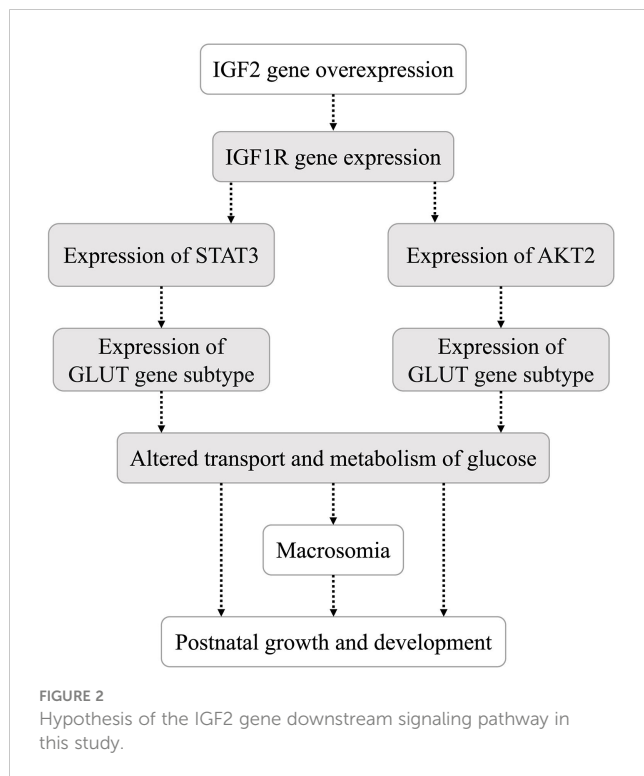 IGF2 gene overexpression
IGF1R gene expression
Expression of STAT3
Expression of AKT2
Expression of
GLUT gene subtype
Expression of
GLUT gene subtype
Altered transport and metabolism of glucose
Macrosomia
Postnatal growth and development
FIGURE 2
Hypothesis of the IGF2 gene downstream signaling pathway in
this study.